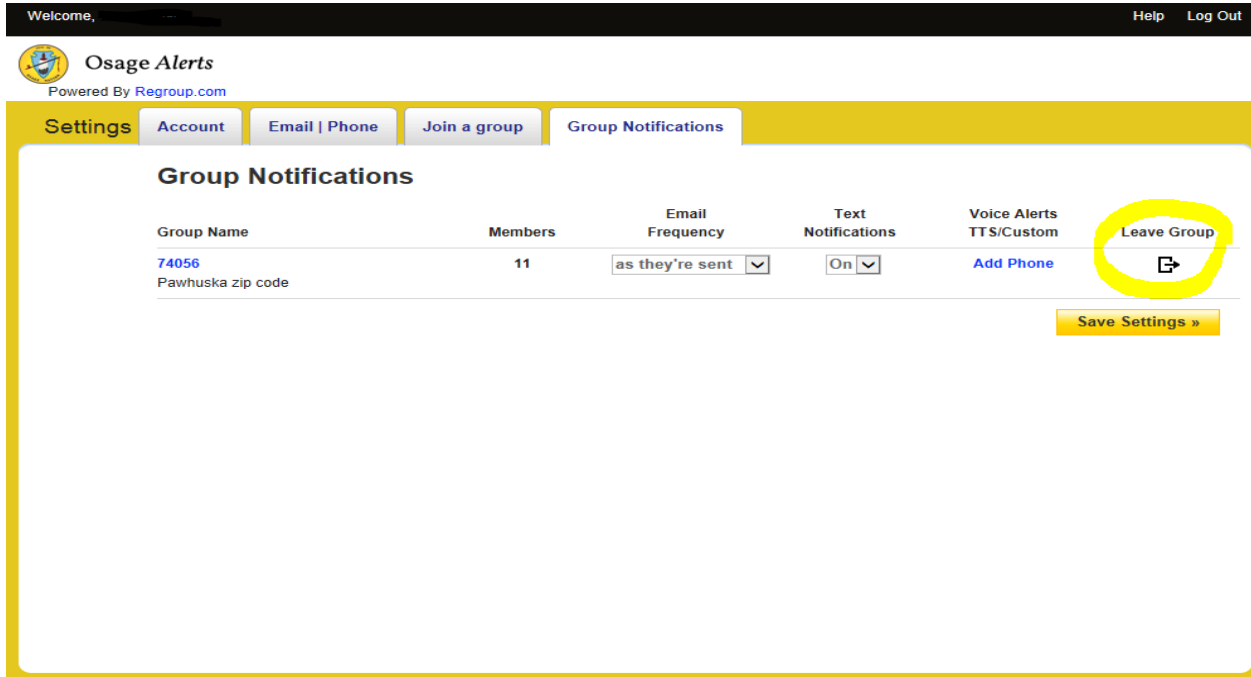 Welcome,
Help Log Out
Osage Alerts
Powered By Regroup.com
Settings Account Email | Phone Join a group Group Notifications
Group Notifications
Email Text Voice Alerts
Group Name Members Frequency Notifications TTS/Custom Leave Group
74056 11 as they're sent On Add Phone
Pawhuska zip code
Save Settings »